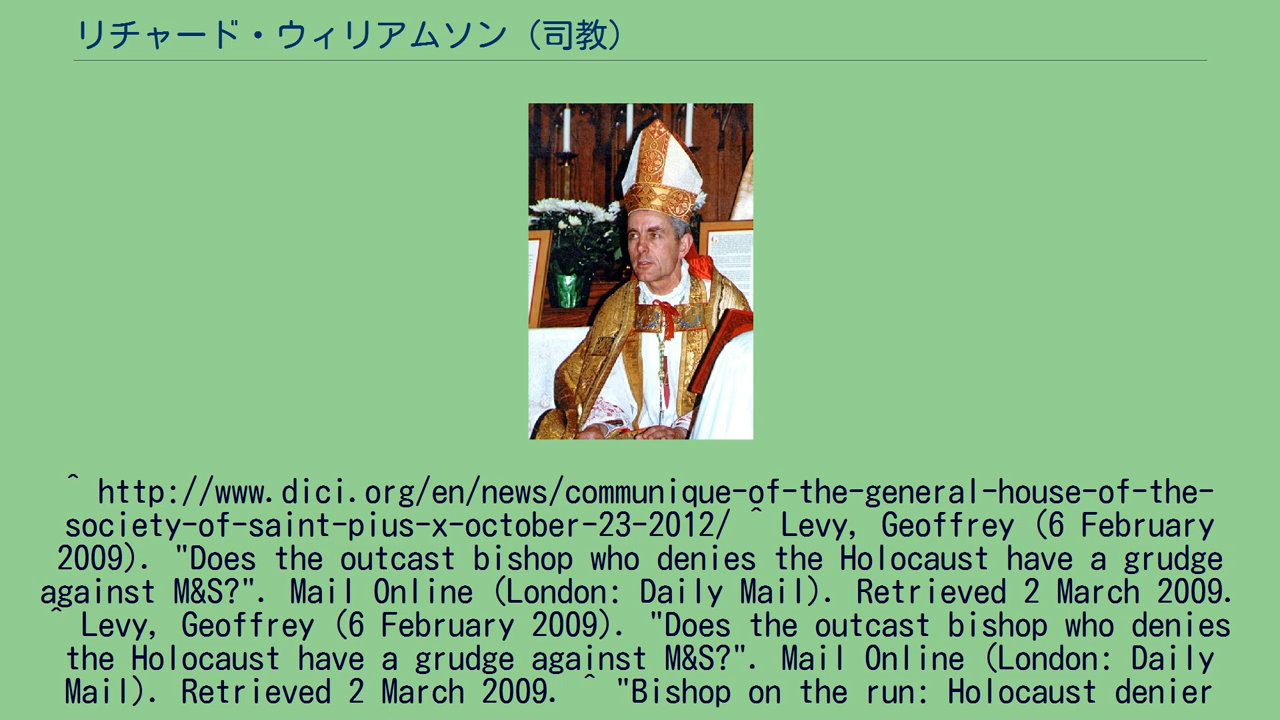 リチャード・ウィリアムソン（司教）
^ http://www.dici.org/en/news/communique-of-the-general-house-of-the-
society-of-saint-pius-x-october-23-2012/ ^ Levy, Geoffrey (6 February
2009). "Does the outcast bishop who denies the Holocaust have a grudge
against M&S?". Mail Online (London: Daily Mail). Retrieved 2 March 2009.
^ Levy, Geoffrey (6 February 2009). "Does the outcast bishop who denies
the Holocaust have a grudge against M&S?". Mail Online (London: Daily
Mail). Retrieved 2 March 2009. ^ "Bishop on the run: Holocaust denier